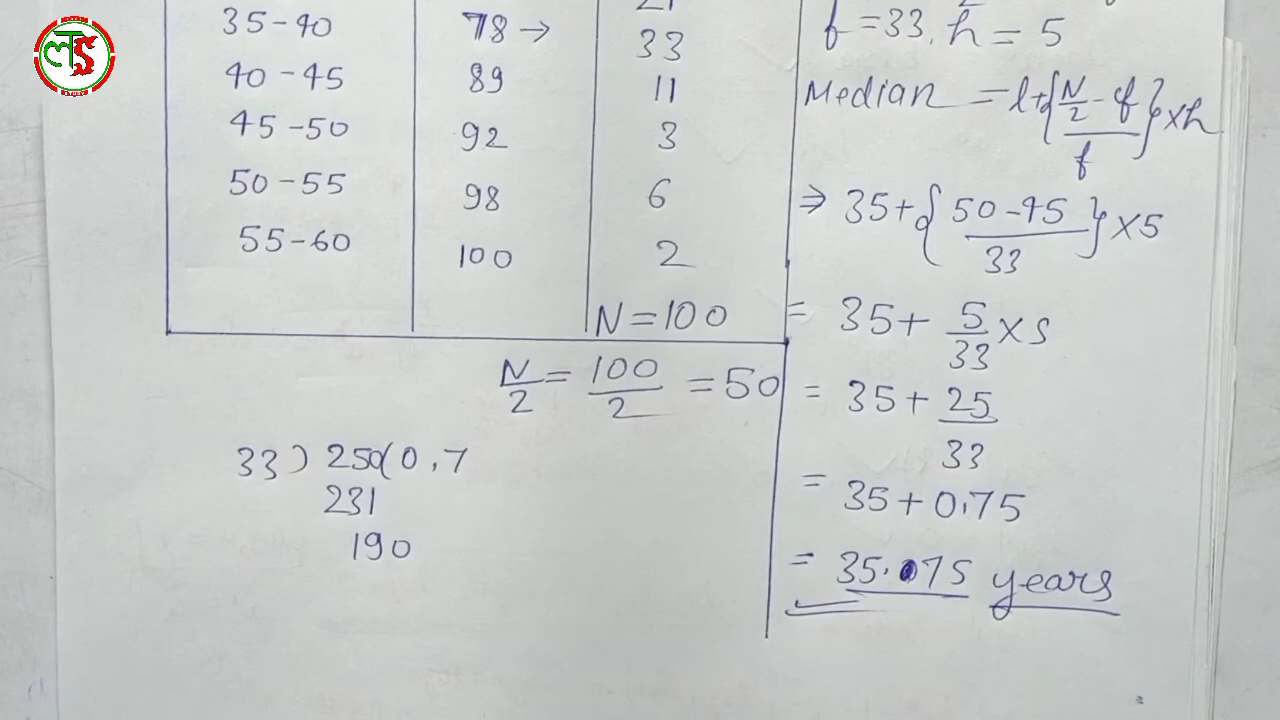 21
35-40 78 → 33
40-45 89 11
45-50 92 3
50-55 98 6
55-60 100 2
N=100
N/2 = 100/2 = 50
33) 250(0.7
231
190
f=33, h=5
Median = l+{N/2 - cf / f}×h
⇒ 35+{50-45 / 33}×5
= 35+ 5/33 ×5
= 35+ 25/33
= 35+0.75
= 35.75 years